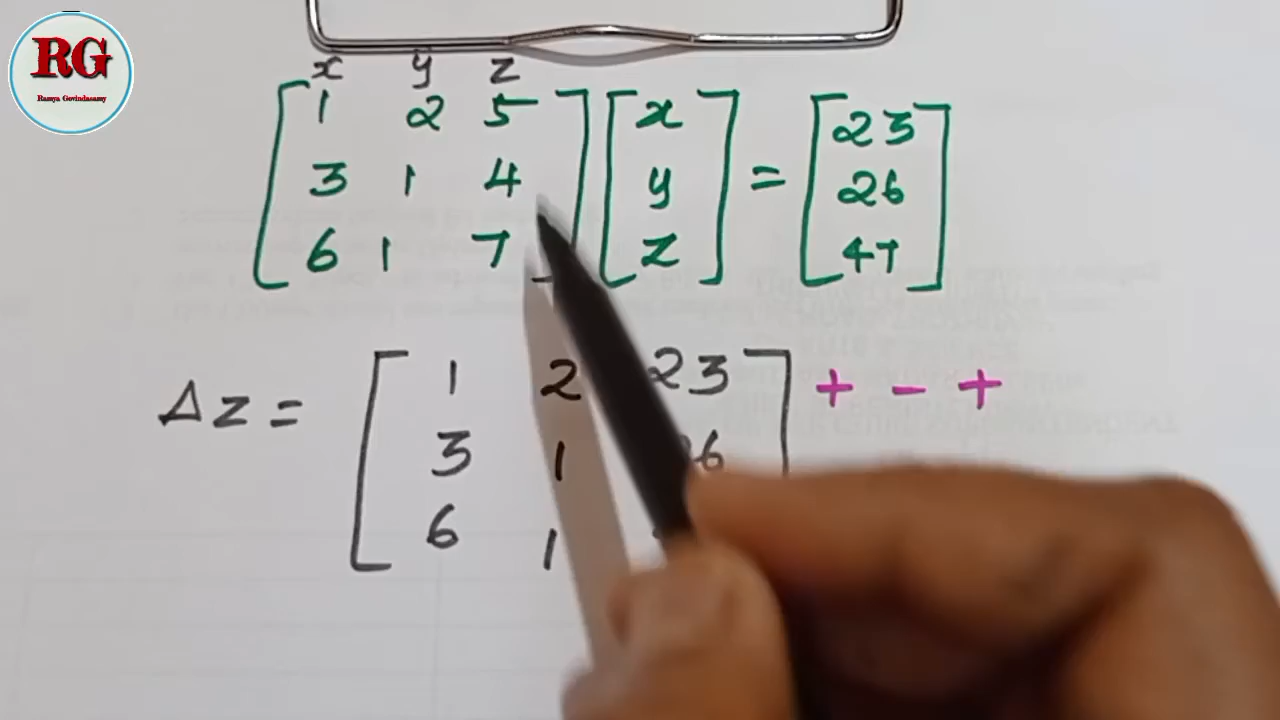 RG
Ramya Govindasamy
x y z
1 2 5 x 23
3 1 4 y = 26
6 1 7 z 47
Δz = 1 2 23 + - +
3 1 6
6 1